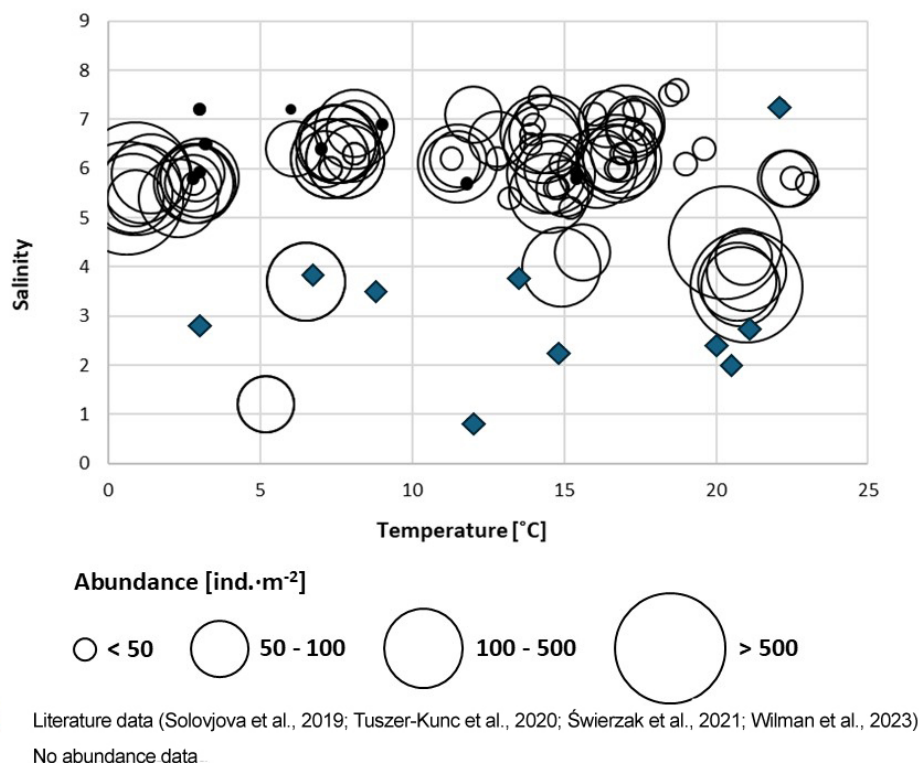 9
8
7
6
5
4
3
2
1
0
Salinity
0 5 10 15 20 25
Temperature [˚C]
Abundance [ind.·m-2]
< 50 50 - 100 100 - 500 > 500
Literature data (Solovjova et al., 2019; Tuszer-Kunc et al., 2020; Świerzak et al., 2021; Wilman et al., 2023)
No abundance data